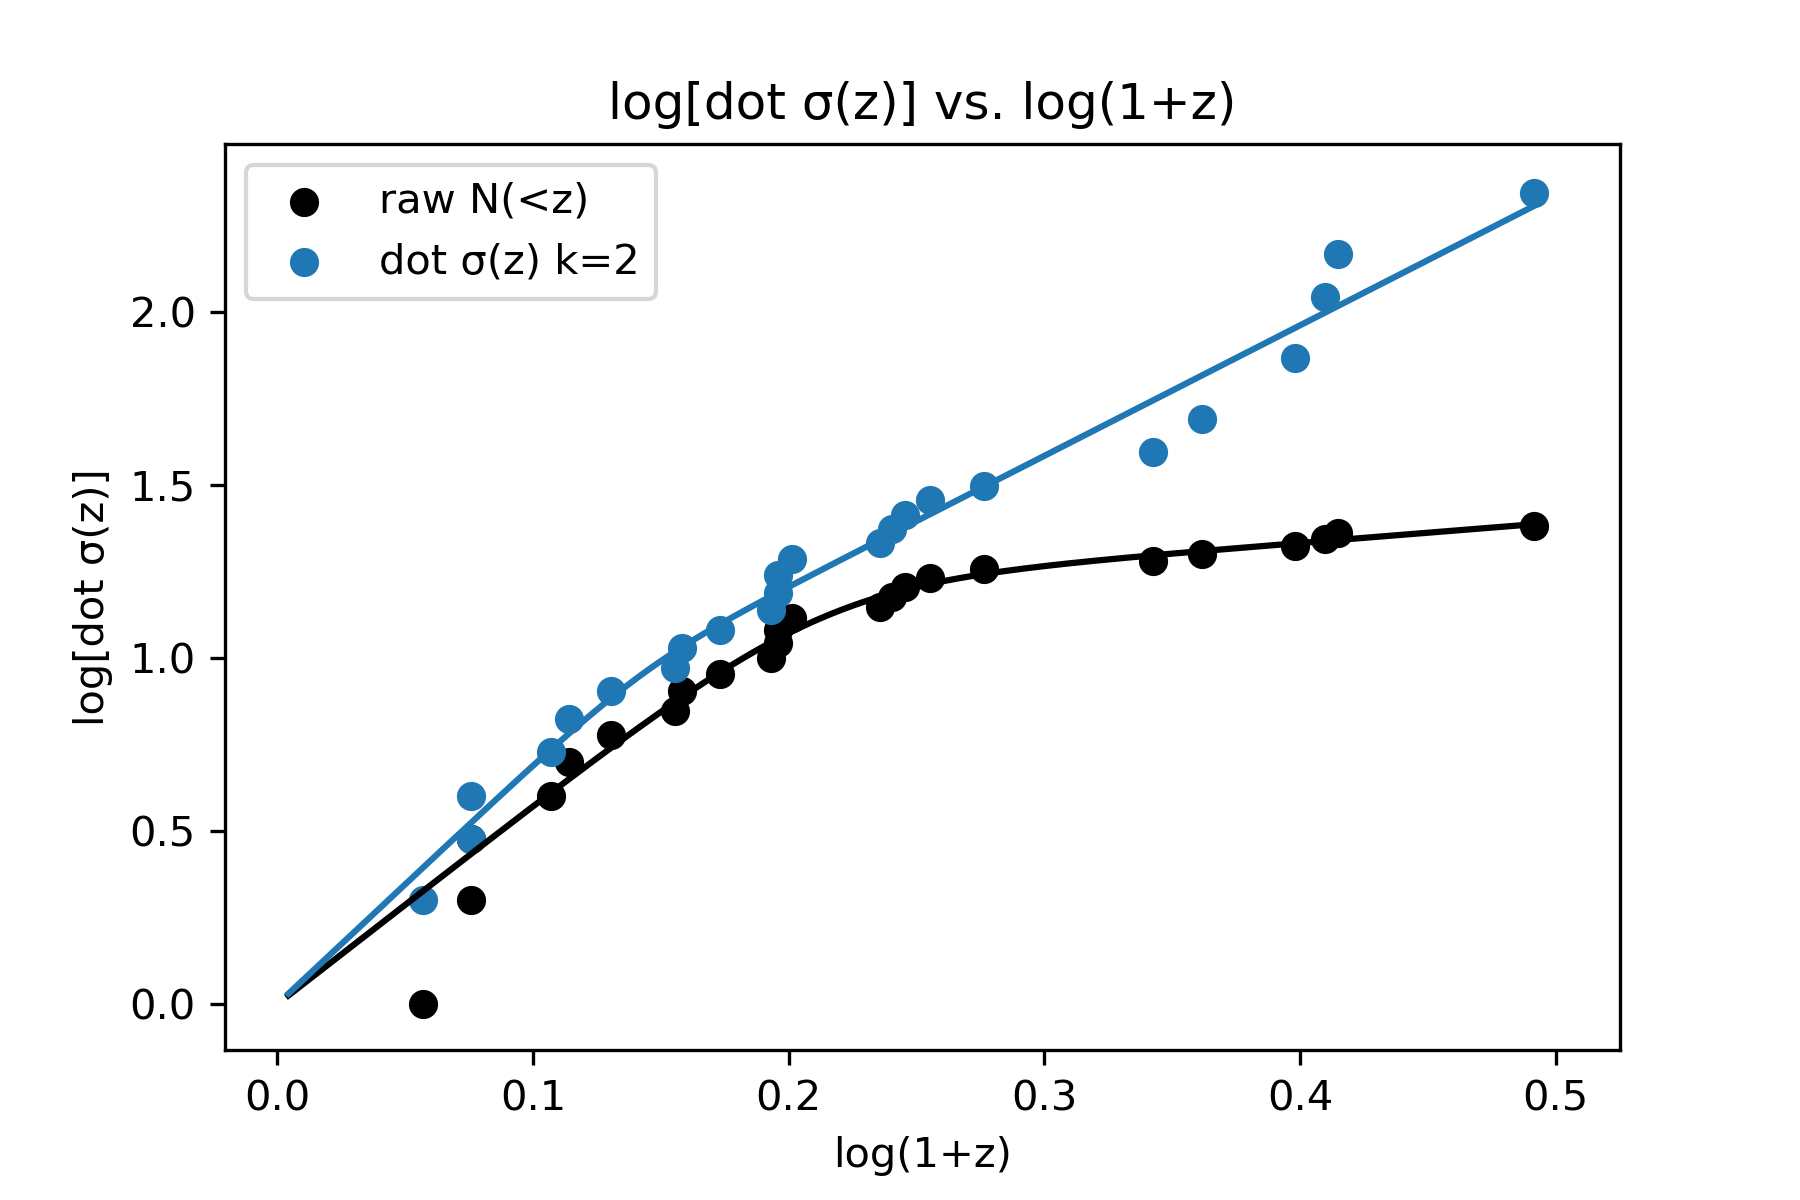 log[dot σ(z)] vs. log(1+z)
raw N(<z)
dot σ(z) k=2
log[dot σ(z)]
2.0
1.5
1.0
0.5
0.0
0.0 0.1 0.2 0.3 0.4 0.5
log(1+z)